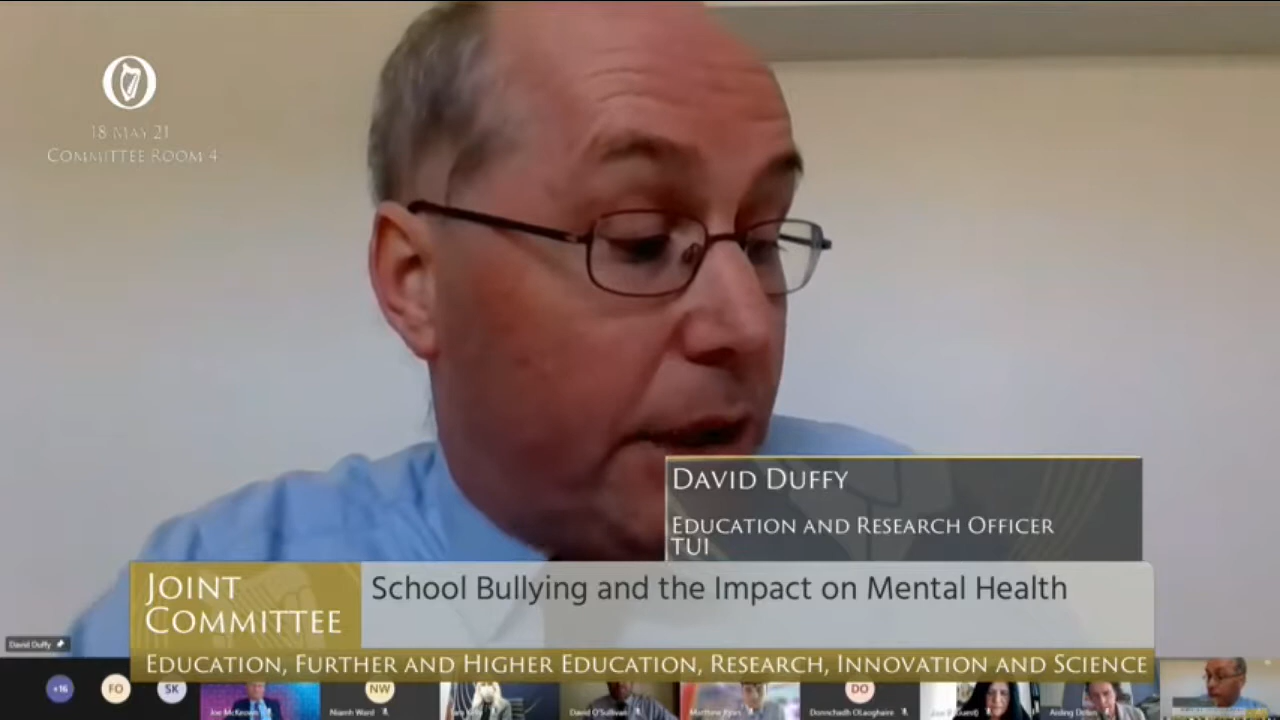 18 May 21
Committee Room 4
David Duffy
Education and Research Officer
TUI
Joint
Committee
School Bullying and the Impact on Mental Health
Education, Further and Higher Education, Research, Innovation and Science
David Duffy
+16
FO
SK
NW
DO
Joe McKeown
Niamh Ward
David O'Sullivan
Donnchadh OLaoghaire